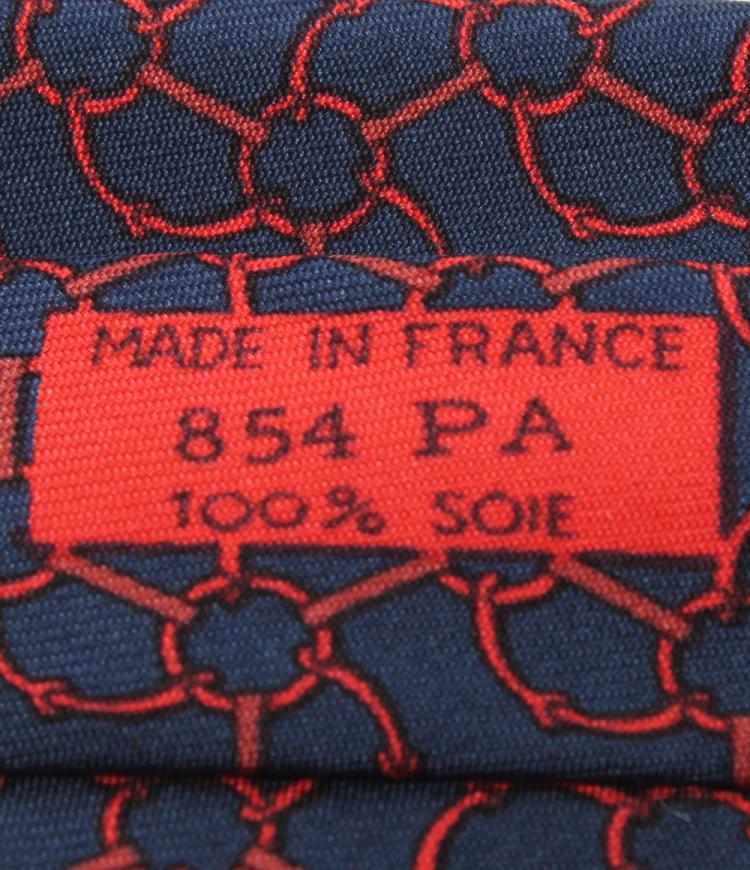 MADE IN FRANCE
854 PA
100% SOIE